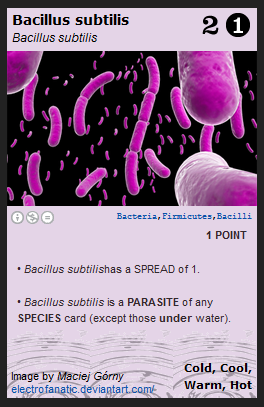 Bacillus subtilis
Bacillus subtilis
2 1
Bacteria,Firmicutes,Bacilli
1 POINT
• Bacillus subtilishas a SPREAD of 1.
• Bacillus subtilis is a PARASITE of any
SPECIES card (except those under water).
Image by Maciej Górny
electrofanatic.deviantart.com/
Cold, Cool,
Warm, Hot